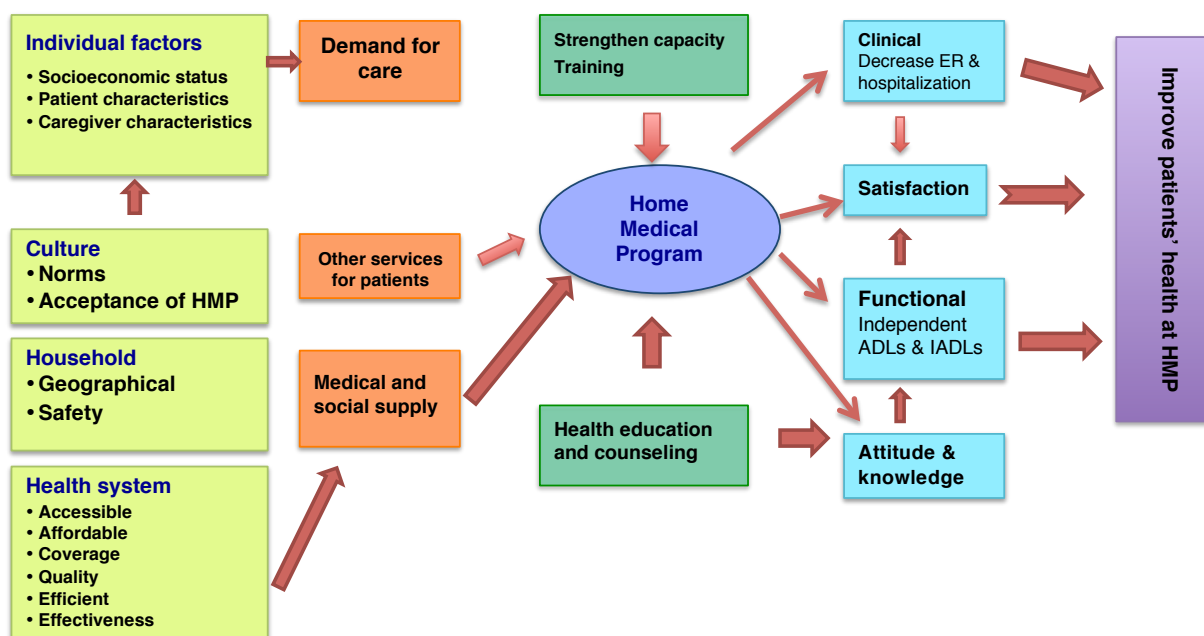 Individual factors
• Socioeconomic status
• Patient characteristics
• Caregiver characteristics
Culture
• Norms
• Acceptance of HMP
Household
• Geographical
• Safety
Health system
• Accessible
• Affordable
• Coverage
• Quality
• Efficient
• Effectiveness
Demand for
care
Other services
for patients
Medical and
social supply
Strengthen capacity
Training
Home
Medical
Program
Health education
and counseling
Clinical
Decrease ER &
hospitalization
Satisfaction
Functional
Independent
ADLs & IADLs
Attitude &
knowledge
Improve patients’ health at HMP